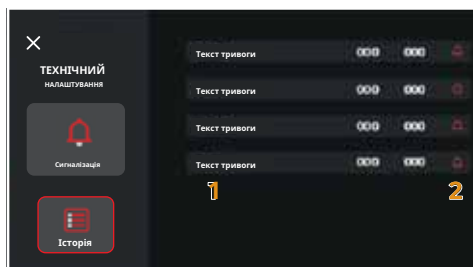 ТЕХНІЧНИЙ
НАЛАШТУВАННЯ
Сигналізація
Історія
Текст тривоги 000 000
Текст тривоги 000 000
Текст тривоги 000 000
Текст тривоги 000 000
1 2